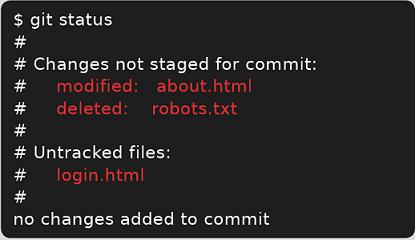 $ git status
#
# Changes not staged for commit:
#     modified:   about.html
#     deleted:    robots.txt
#
# Untracked files:
#     login.html
#
no changes added to commit